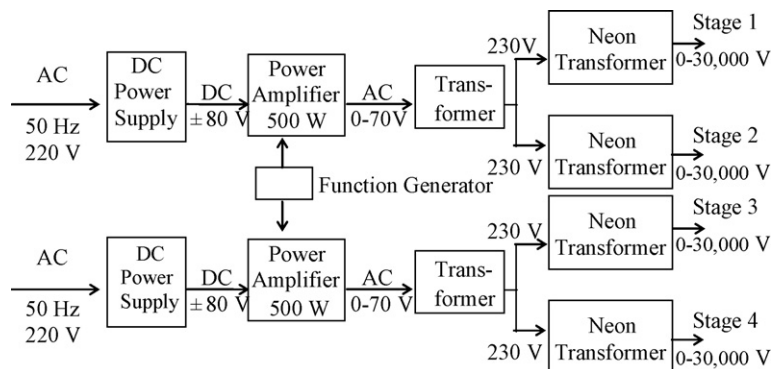 AC
50 Hz
220 V
DC
Power
Supply
DC
± 80 V
Power
Amplifier
500 W
AC
0-70V
Trans-
former
230V
Neon
Transformer
Stage 1
0-30,000 V
230 V
Neon
Transformer
Stage 2
0-30,000 V
Function Generator
AC
50 Hz
220 V
DC
Power
Supply
DC
± 80 V
Power
Amplifier
500 W
AC
0-70 V
Trans-
former
230 V
Neon
Transformer
Stage 3
0-30,000 V
230 V
Neon
Transformer
Stage 4
0-30,000 V